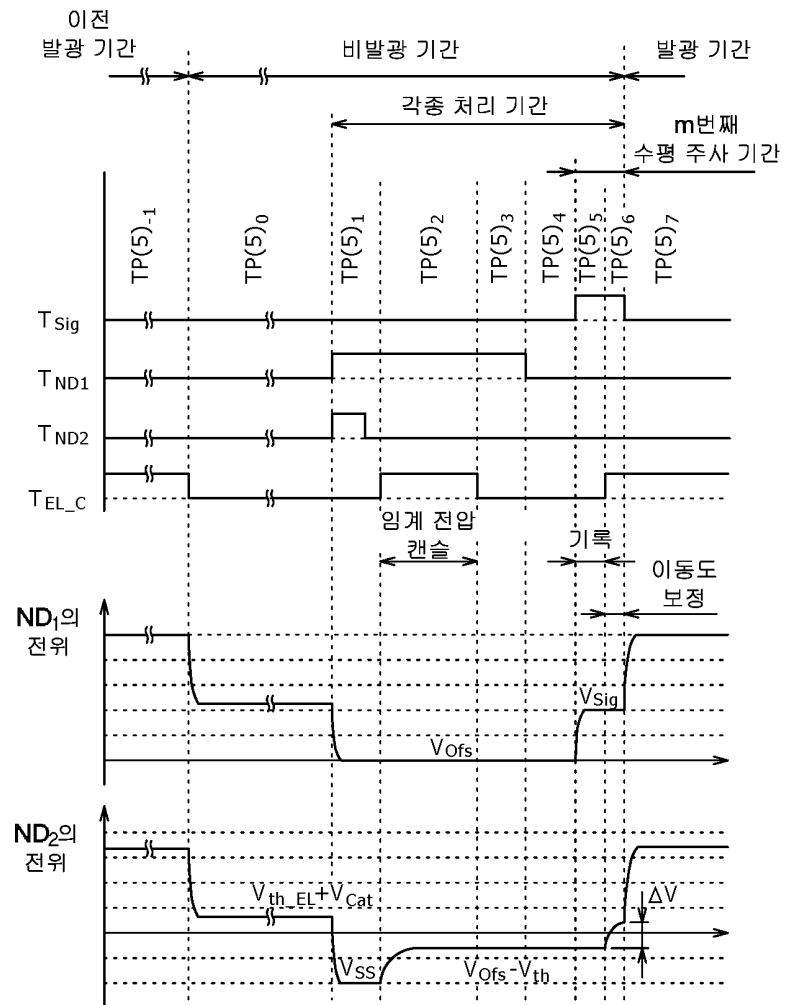 이전
발광 기간
비발광 기간
발광 기간
각종 처리 기간
m번째
수평 주사 기간
TP(5)-1
TP(5)0
TP(5)1
TP(5)2
TP(5)3
TP(5)4
TP(5)5
TP(5)6
TP(5)7
TSig
TND1
TND2
TEL_C
임계 전압
캔슬
기록
이동도
보정
ND1의
전위
VSig
VOfs
ND2의
전위
Vth_EL+VCat
ΔV
VSS
VOfs-Vth